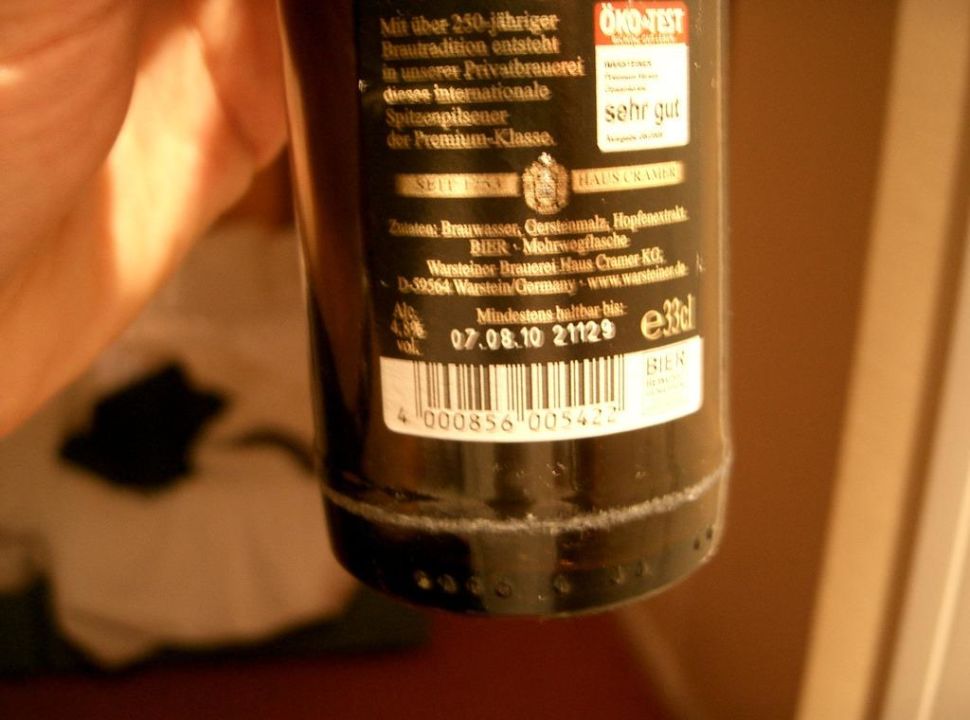 Mit über 250-jähriger
Brautradition entsteht
in unserer Privatbrauerei
dieses internationale
Spitzenpilsener
der Premium-Klasse.
ÖKO-TEST
sehr gut
SEIT 1753 HAUS CRAMER
Zutaten: Brauwasser, Gerstenmalz, Hopfenextrakt.
BIER · Mehrwegflasche
Warsteiner Brauerei Haus Cramer KG,
D-59564 Warstein/Germany · www.warsteiner.de
Alc. 4,8% vol.
Mindestens haltbar bis:
07.08.10 21129
e33cl
BIER
4 000856 005422